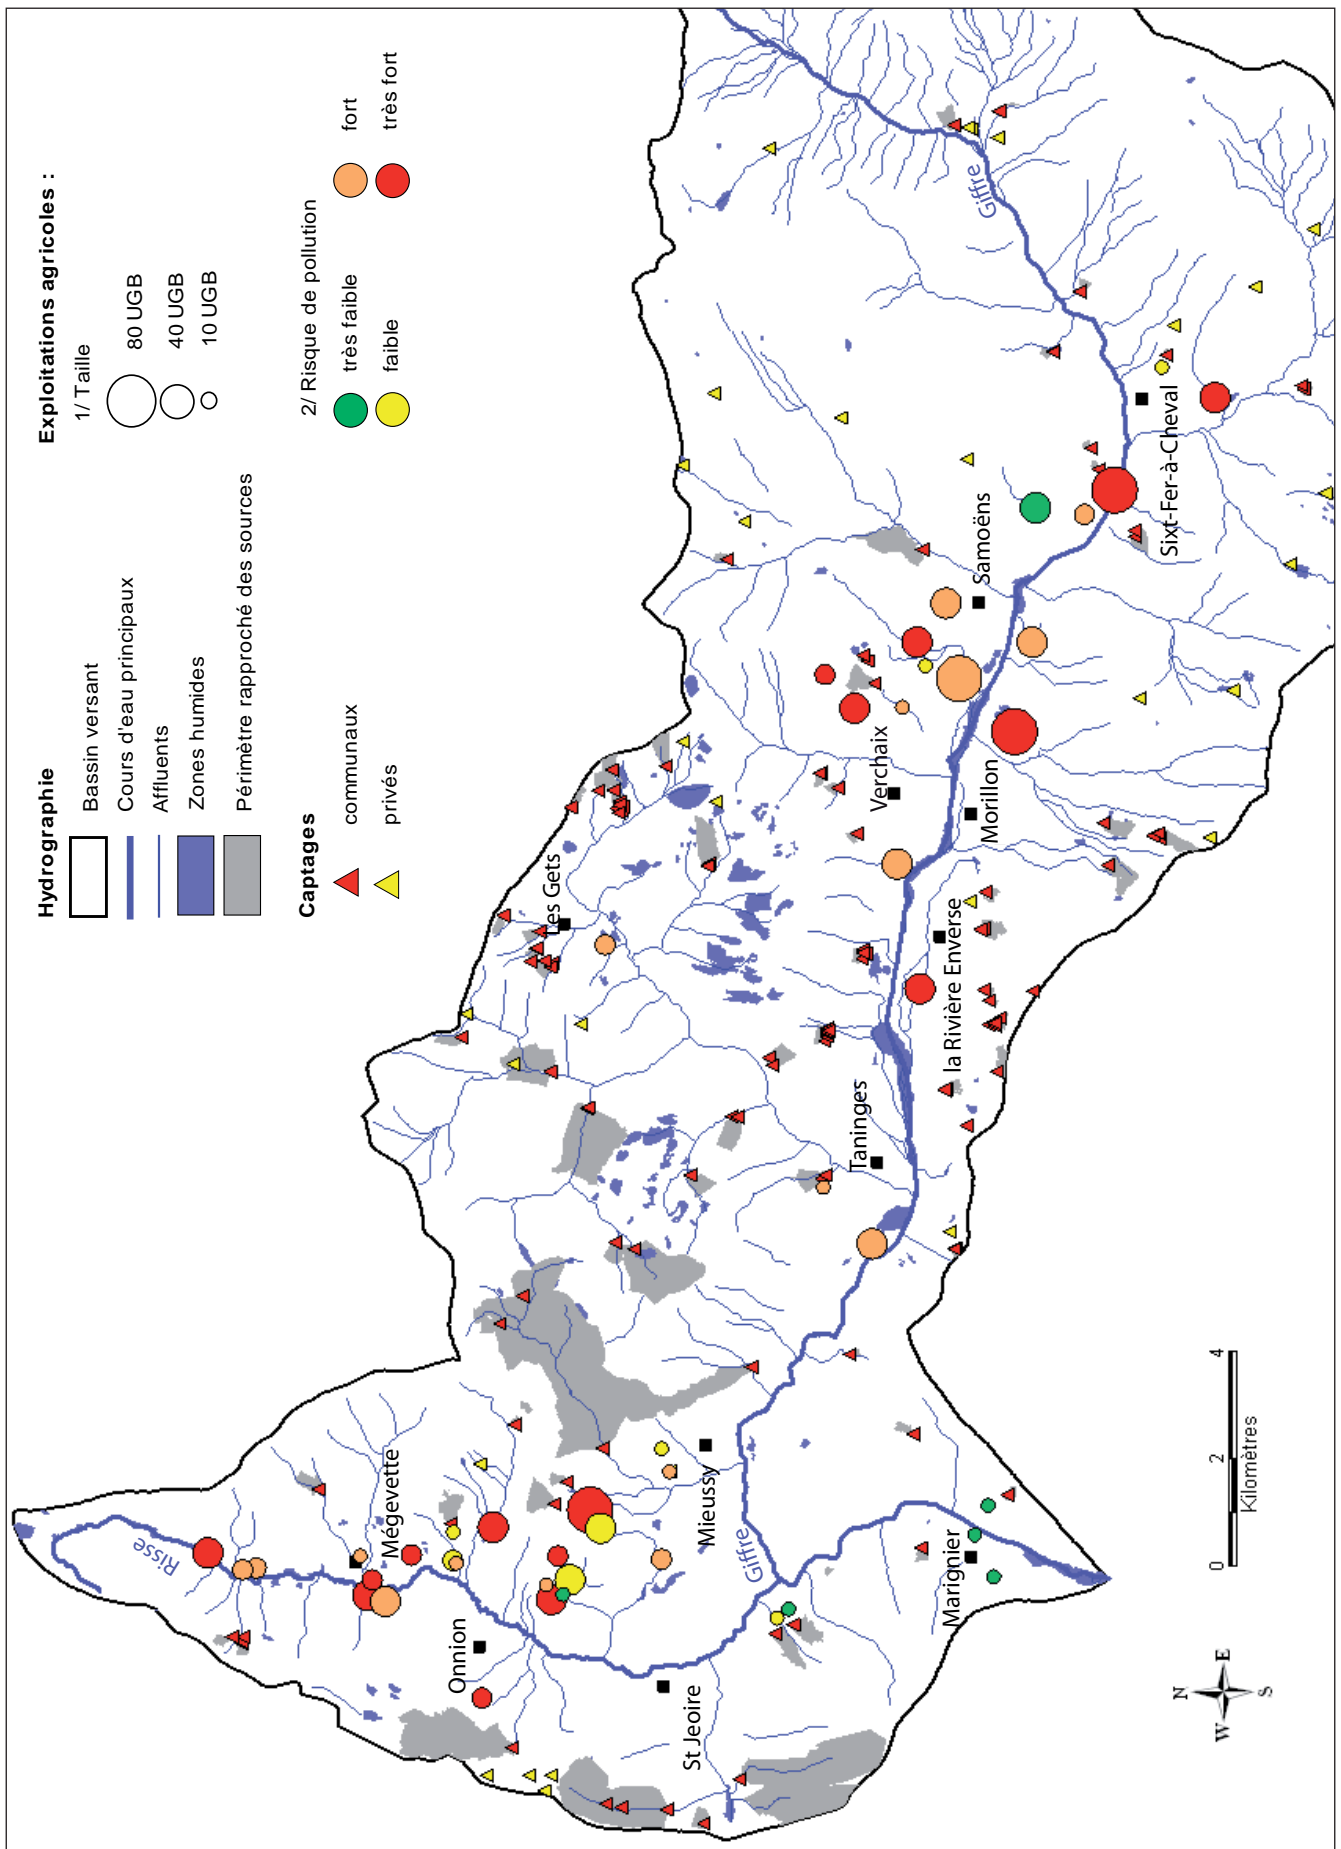 Hydrographie
Bassin versant
Cours d'eau principaux
Affluents
Zones humides
Périmètre rapproché des sources
Captages
communaux
privés
Exploitations agricoles :
1/ Taille
80 UGB
40 UGB
10 UGB
2/ Risque de pollution
très faible
fort
faible
très fort
Risse
Mégevette
Onnion
St Jeoire
Mieussy
Giffre
Marignier
Les Gets
Taninges
la Rivière Enverse
Verchaix
Morillon
Samoëns
Sixt-Fer-à-Cheval
Giffre
N
W
E
S
0
2
4
Kilomètres